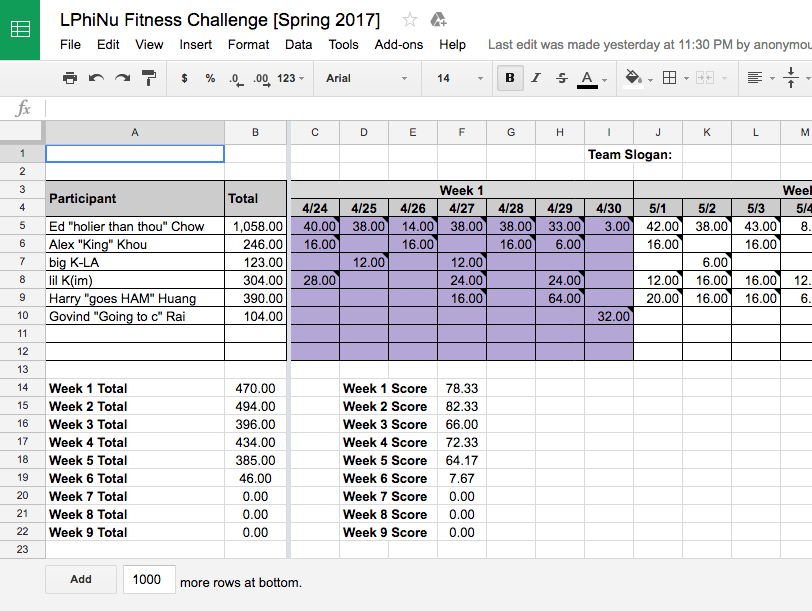 LPhiNu Fitness Challenge [Spring 2017]
File Edit View Insert Format Data Tools Add-ons Help Last edit was made yesterday at 11:30 PM by anonymou
$ % .0 .00 123 Arial 14 B I S A
fx
A B C D E F G H I J K L M
1 Team Slogan:
2
3 Participant Total Week 1 Weel
4 4/24 4/25 4/26 4/27 4/28 4/29 4/30 5/1 5/2 5/3 5/4
5 Ed "holier than thou" Chow 1,058.00 40.00 38.00 14.00 38.00 38.00 33.00 3.00 42.00 38.00 43.00 8.
6 Alex "King" Khou 246.00 16.00 16.00 16.00 6.00 16.00 16.00
7 big K-LA 123.00 12.00 12.00 6.00
8 lil K(im) 304.00 28.00 24.00 24.00 12.00 16.00 16.00 12.
9 Harry "goes HAM" Huang 390.00 16.00 64.00 20.00 16.00 16.00 6.
10 Govind "Going to c" Rai 104.00 32.00
11
12
13
14 Week 1 Total 470.00 Week 1 Score 78.33
15 Week 2 Total 494.00 Week 2 Score 82.33
16 Week 3 Total 396.00 Week 3 Score 66.00
17 Week 4 Total 434.00 Week 4 Score 72.33
18 Week 5 Total 385.00 Week 5 Score 64.17
19 Week 6 Total 46.00 Week 6 Score 7.67
20 Week 7 Total 0.00 Week 7 Score 0.00
21 Week 8 Total 0.00 Week 8 Score 0.00
22 Week 9 Total 0.00 Week 9 Score 0.00
23
Add 1000 more rows at bottom.